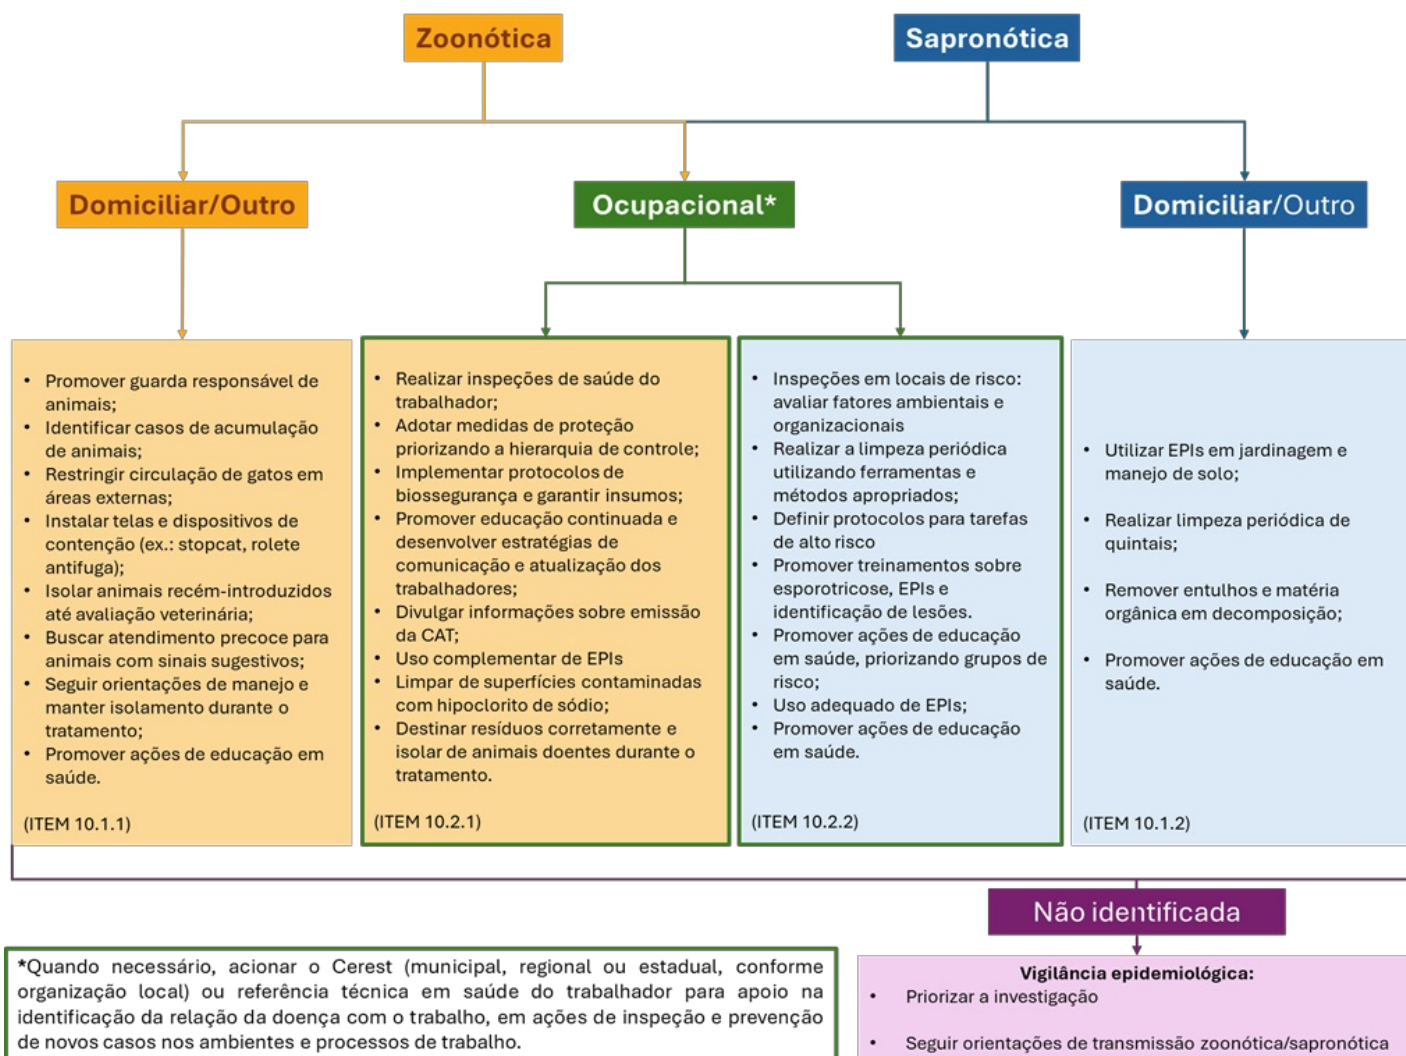 Zoonótica
Sapronótica
Domiciliar/Outro
Ocupacional*
Domiciliar/Outro
• Promover guarda responsável de
animais;
• Identificar casos de acumulação
de animais;
• Restringir circulação de gatos em
áreas externas;
• Instalar telas e dispositivos de
contenção (ex.: stopcat, rolete
antifuga);
• Isolar animais recém-introduzidos
até avaliação veterinária;
• Buscar atendimento precoce para
animais com sinais sugestivos;
• Seguir orientações de manejo e
manter isolamento durante o
tratamento;
• Promover ações de educação em
saúde.
(ITEM 10.1.1)
• Realizar inspeções de saúde do
trabalhador;
• Adotar medidas de proteção
priorizando a hierarquia de controle;
• Implementar protocolos de
biossegurança e garantir insumos;
• Promover educação continuada e
desenvolver estratégias de
comunicação e atualização dos
trabalhadores;
• Divulgar informações sobre emissão
da CAT;
• Uso complementar de EPIs
• Limpar de superfícies contaminadas
com hipoclorito de sódio;
• Destinar resíduos corretamente e
isolar de animais doentes durante o
tratamento.
(ITEM 10.2.1)
• Inspeções em locais de risco:
avaliar fatores ambientais e
organizacionais
• Realizar a limpeza periódica
utilizando ferramentas e
métodos apropriados;
• Definir protocolos para tarefas
de alto risco
• Promover treinamentos sobre
esporotricose, EPIs e
identificação de lesões.
• Promover ações de educação
em saúde, priorizando grupos de
risco;
• Uso adequado de EPIs;
• Promover ações de educação
em saúde.
(ITEM 10.2.2)
• Utilizar EPIs em jardinagem e
manejo de solo;
• Realizar limpeza periódica de
quintais;
• Remover entulhos e matéria
orgânica em decomposição;
• Promover ações de educação em
saúde.
(ITEM 10.1.2)
Não identificada
*Quando necessário, acionar o Cerest (municipal, regional ou estadual, conforme
organização local) ou referência técnica em saúde do trabalhador para apoio na
identificação da relação da doença com o trabalho, em ações de inspeção e prevenção
de novos casos nos ambientes e processos de trabalho.
Vigilância epidemiológica:
• Priorizar a investigação
• Seguir orientações de transmissão zoonótica/sapronótica